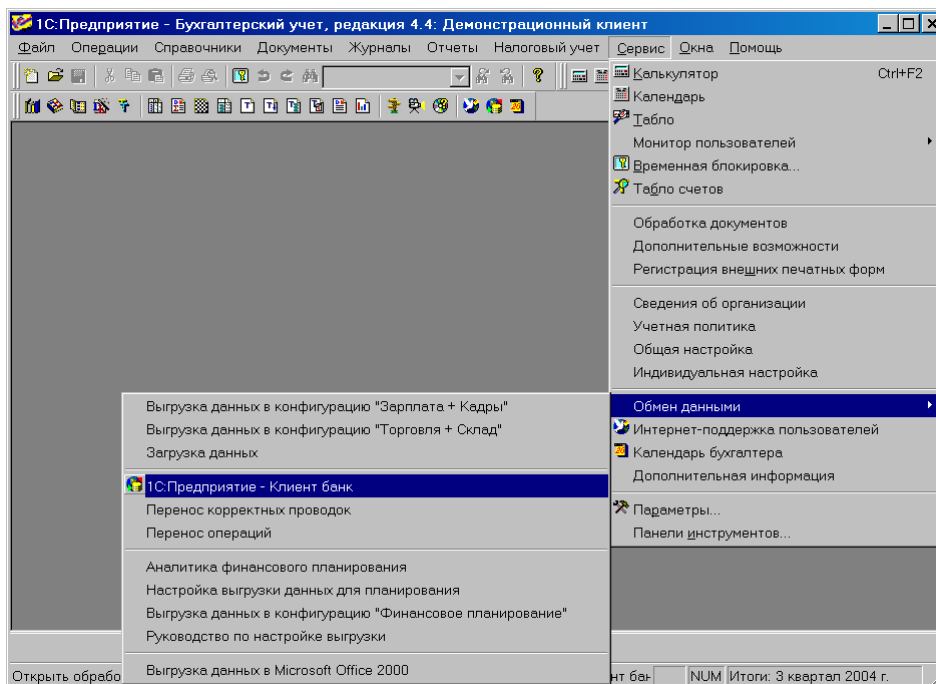 1С:Предприятие - Бухгалтерский учет, редакция 4.4: Демонстрационный клиент
Файл Операции Справочники Документы Журналы Отчеты Налоговый учет Сервис Окна Помощь
Калькулятор Ctrl+F2
Календарь
Табло
Монитор пользователей
Временная блокировка...
Табло счетов
Обработка документов
Дополнительные возможности
Регистрация внешних печатных форм
Сведения об организации
Учетная политика
Общая настройка
Индивидуальная настройка
Обмен данными
Интернет-поддержка пользователей
Календарь бухгалтера
Дополнительная информация
Параметры...
Панели инструментов...
Выгрузка данных в конфигурацию "Зарплата + Кадры"
Выгрузка данных в конфигурацию "Торговля + Склад"
Загрузка данных
1С:Предприятие - Клиент банк
Перенос корректных проводок
Перенос операций
Аналитика финансового планирования
Настройка выгрузки данных для планирования
Выгрузка данных в конфигурацию "Финансовое планирование"
Руководство по настройке выгрузки
Выгрузка данных в Microsoft Office 2000
Открыть обрабо нт бан NUM Итоги: 3 квартал 2004 г.